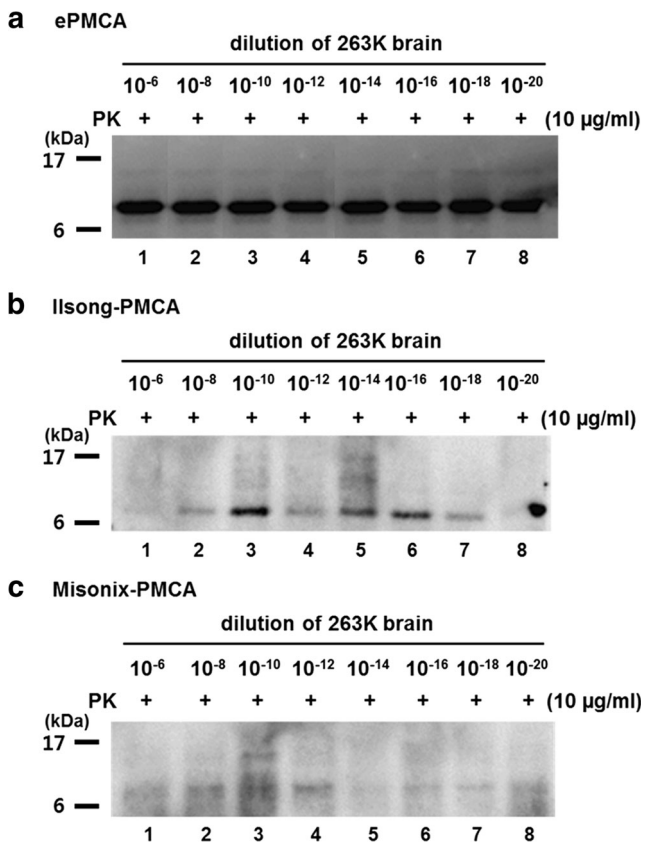 a ePMCA
dilution of 263K brain
10-6 10-8 10-10 10-12 10-14 10-16 10-18 10-20
PK + + + + + + + + (10 µg/ml)
(kDa)
17
6
1 2 3 4 5 6 7 8
b Ilsong-PMCA
dilution of 263K brain
10-6 10-8 10-10 10-12 10-14 10-16 10-18 10-20
PK + + + + + + + + (10 µg/ml)
(kDa)
17
6
1 2 3 4 5 6 7 8
c Misonix-PMCA
dilution of 263K brain
10-6 10-8 10-10 10-12 10-14 10-16 10-18 10-20
PK + + + + + + + + (10 µg/ml)
(kDa)
17
6
1 2 3 4 5 6 7 8